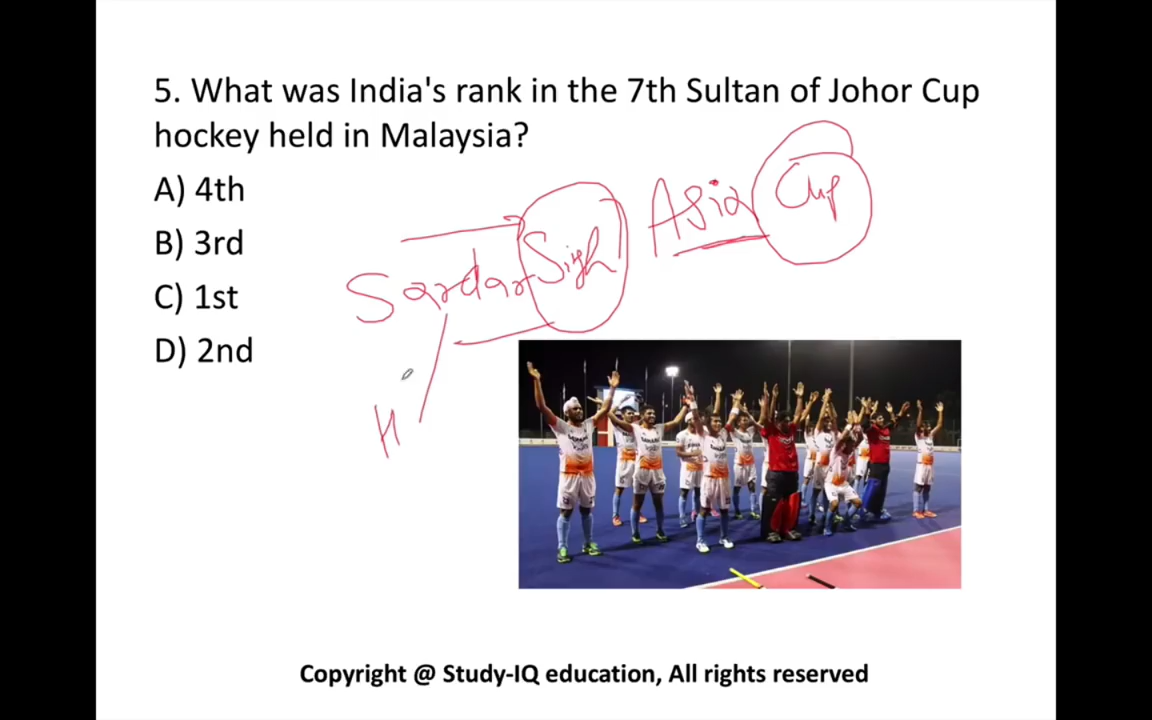 5. What was India's rank in the 7th Sultan of Johor Cup
hockey held in Malaysia?
A) 4th
B) 3rd
C) 1st
D) 2nd
Asia Cup
Sardar Sigh
H
Copyright @ Study-IQ education, All rights reserved